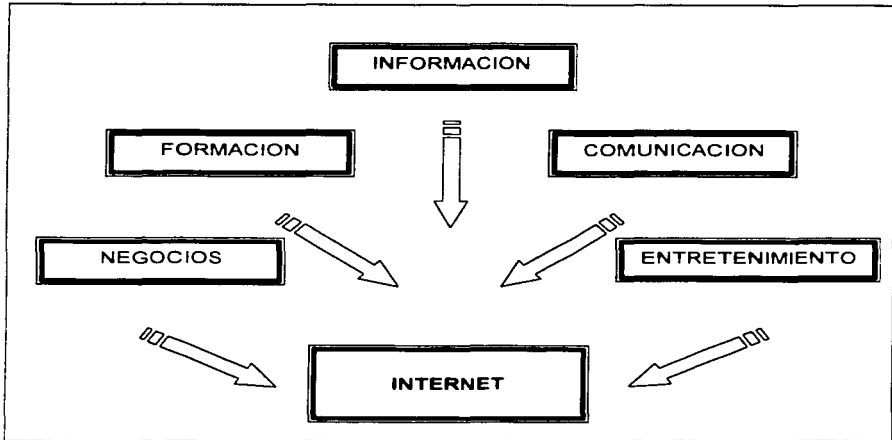 INFORMACION
FORMACION
COMUNICACION
NEGOCIOS
ENTRETENIMIENTO
INTERNET